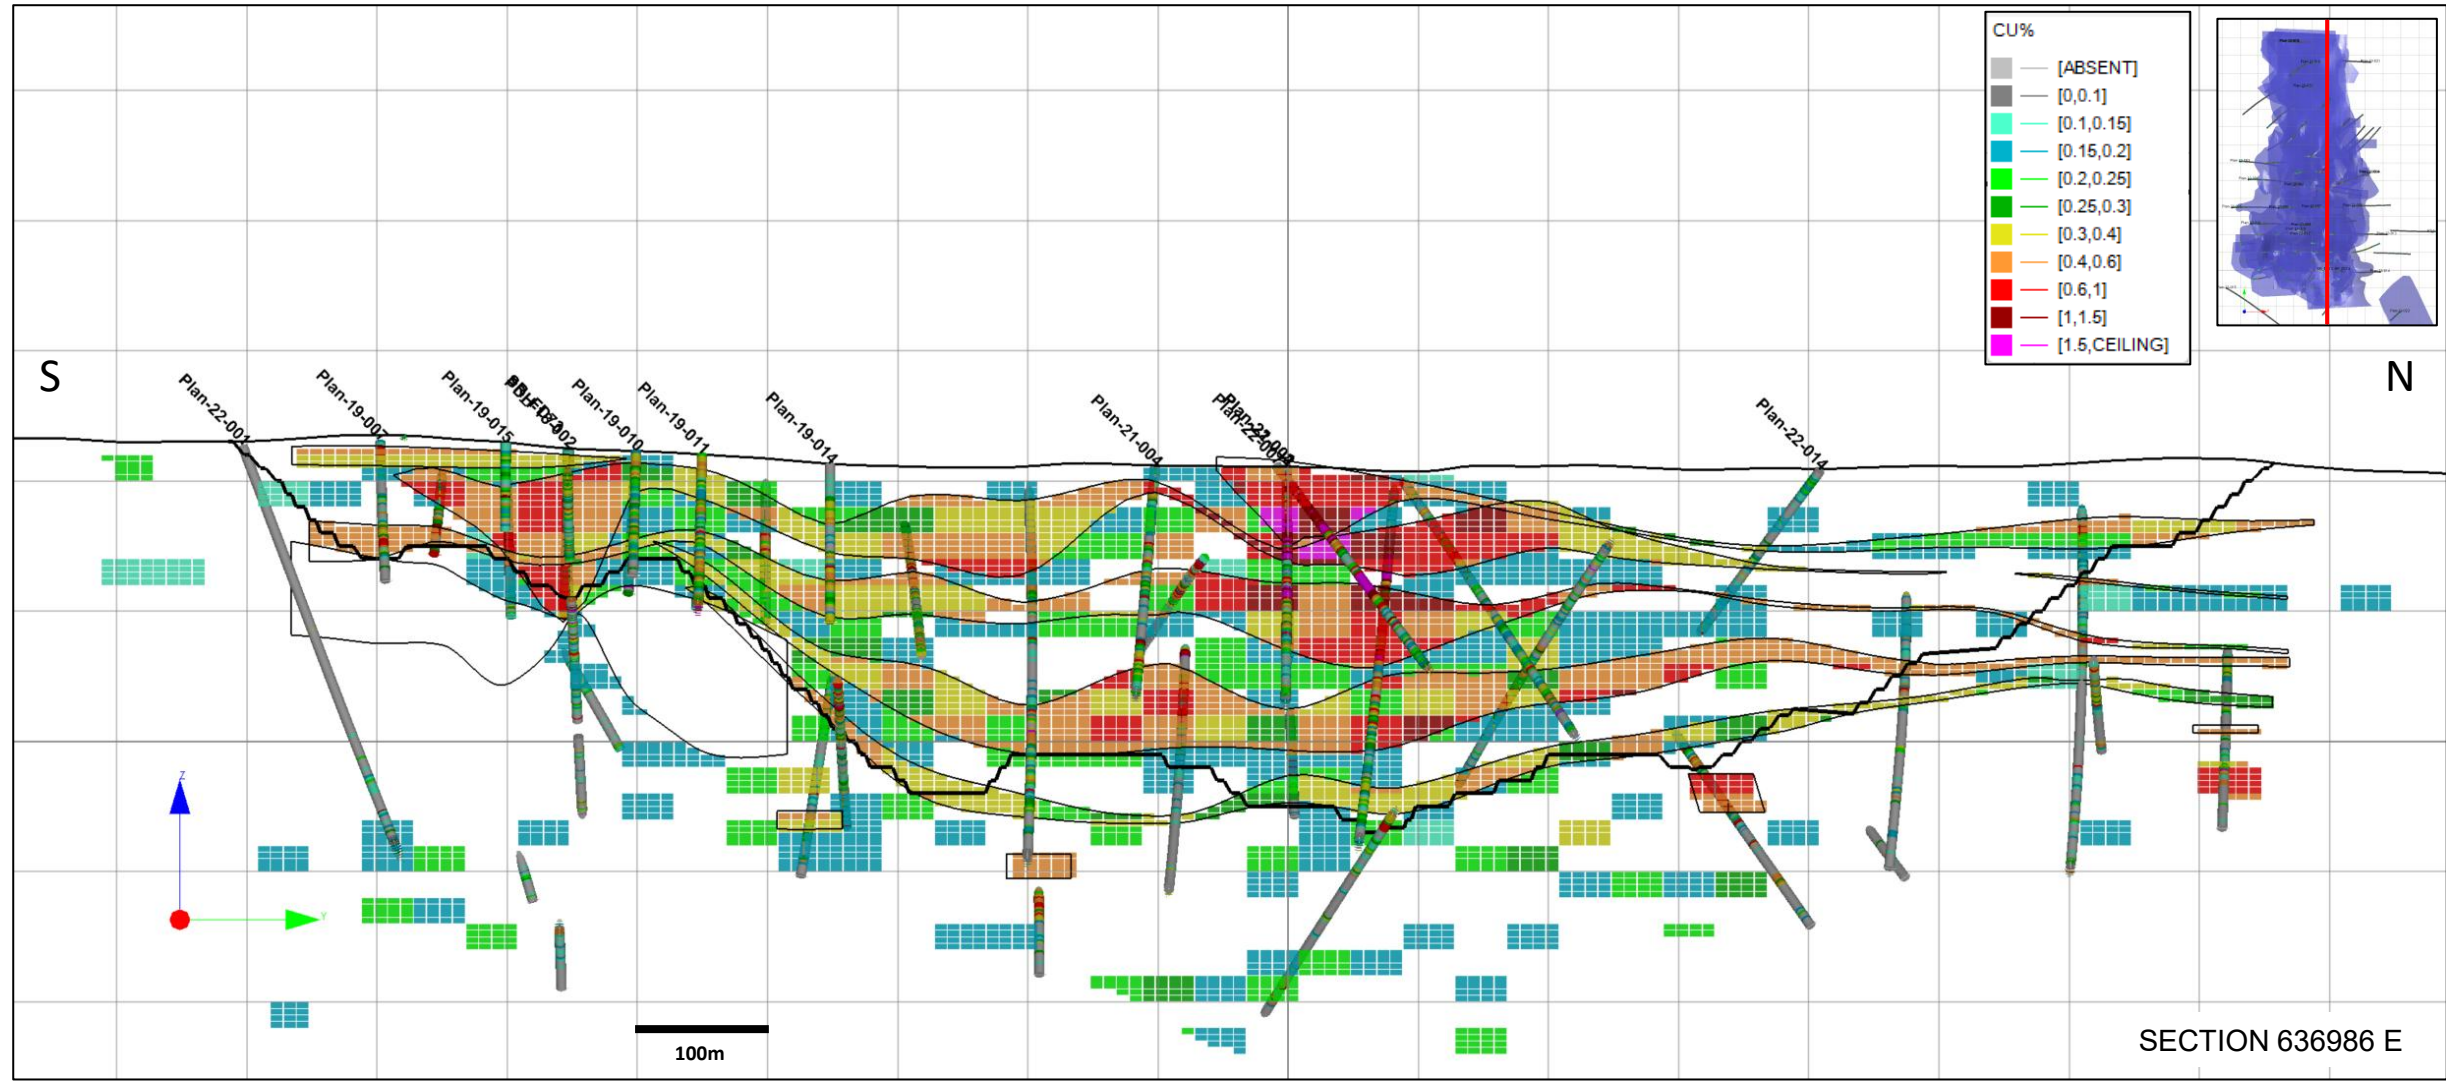 CU%
[ABSENT]
[0,0.1]
[0.1,0.15]
[0.15,0.2]
[0.2,0.25]
[0.25,0.3]
[0.3,0.4]
[0.4,0.6]
[0.6,1]
[1,1.5]
[1.5,CEILING]
S
N
Plan-22-001
Plan-19-007
Plan-19-015
Plan-19-010
Plan-19-011
Plan-19-014
Plan-21-004
Plan-22-014
Z
Y
100m
SECTION 636986 E